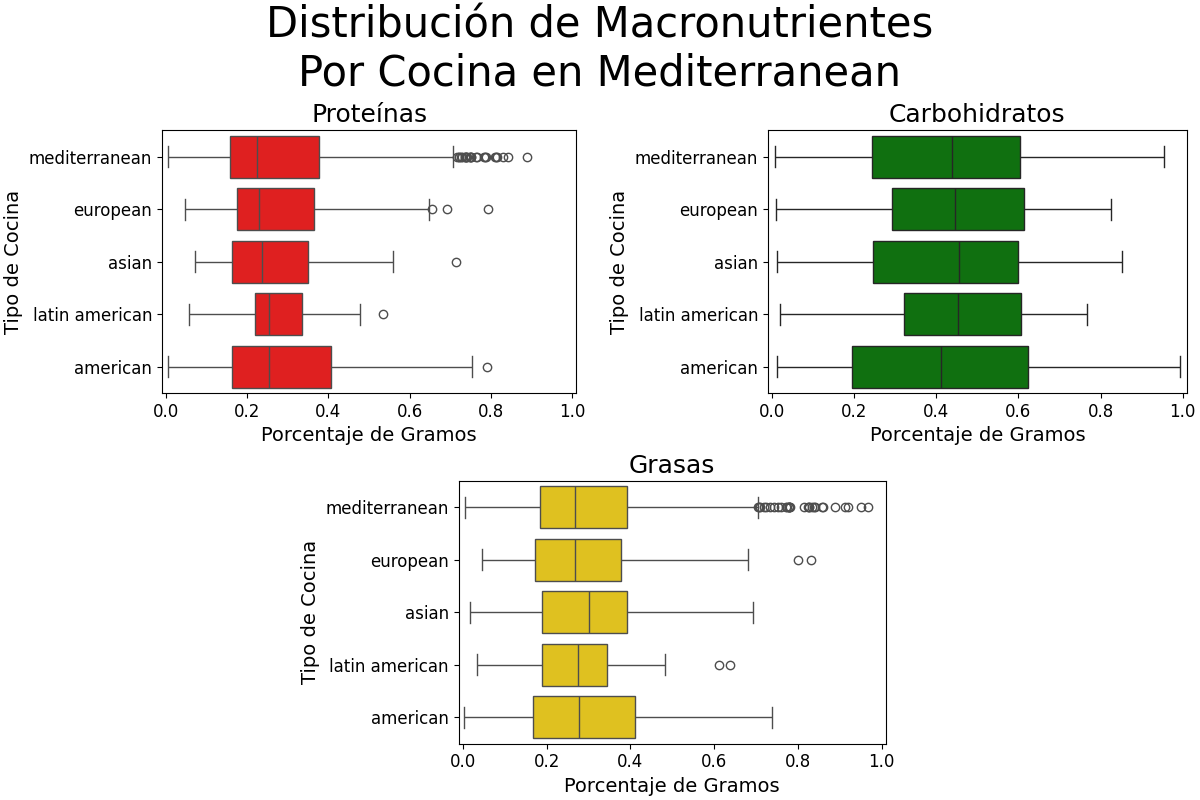 Distribución de Macronutrientes
Por Cocina en Mediterranean
Proteínas
Tipo de Cocina
mediterranean
european
asian
latin american
american
0.0 0.2 0.4 0.6 0.8 1.0
Porcentaje de Gramos
Carbohidratos
Tipo de Cocina
mediterranean
european
asian
latin american
american
0.0 0.2 0.4 0.6 0.8 1.0
Porcentaje de Gramos
Grasas
Tipo de Cocina
mediterranean
european
asian
latin american
american
0.0 0.2 0.4 0.6 0.8 1.0
Porcentaje de Gramos